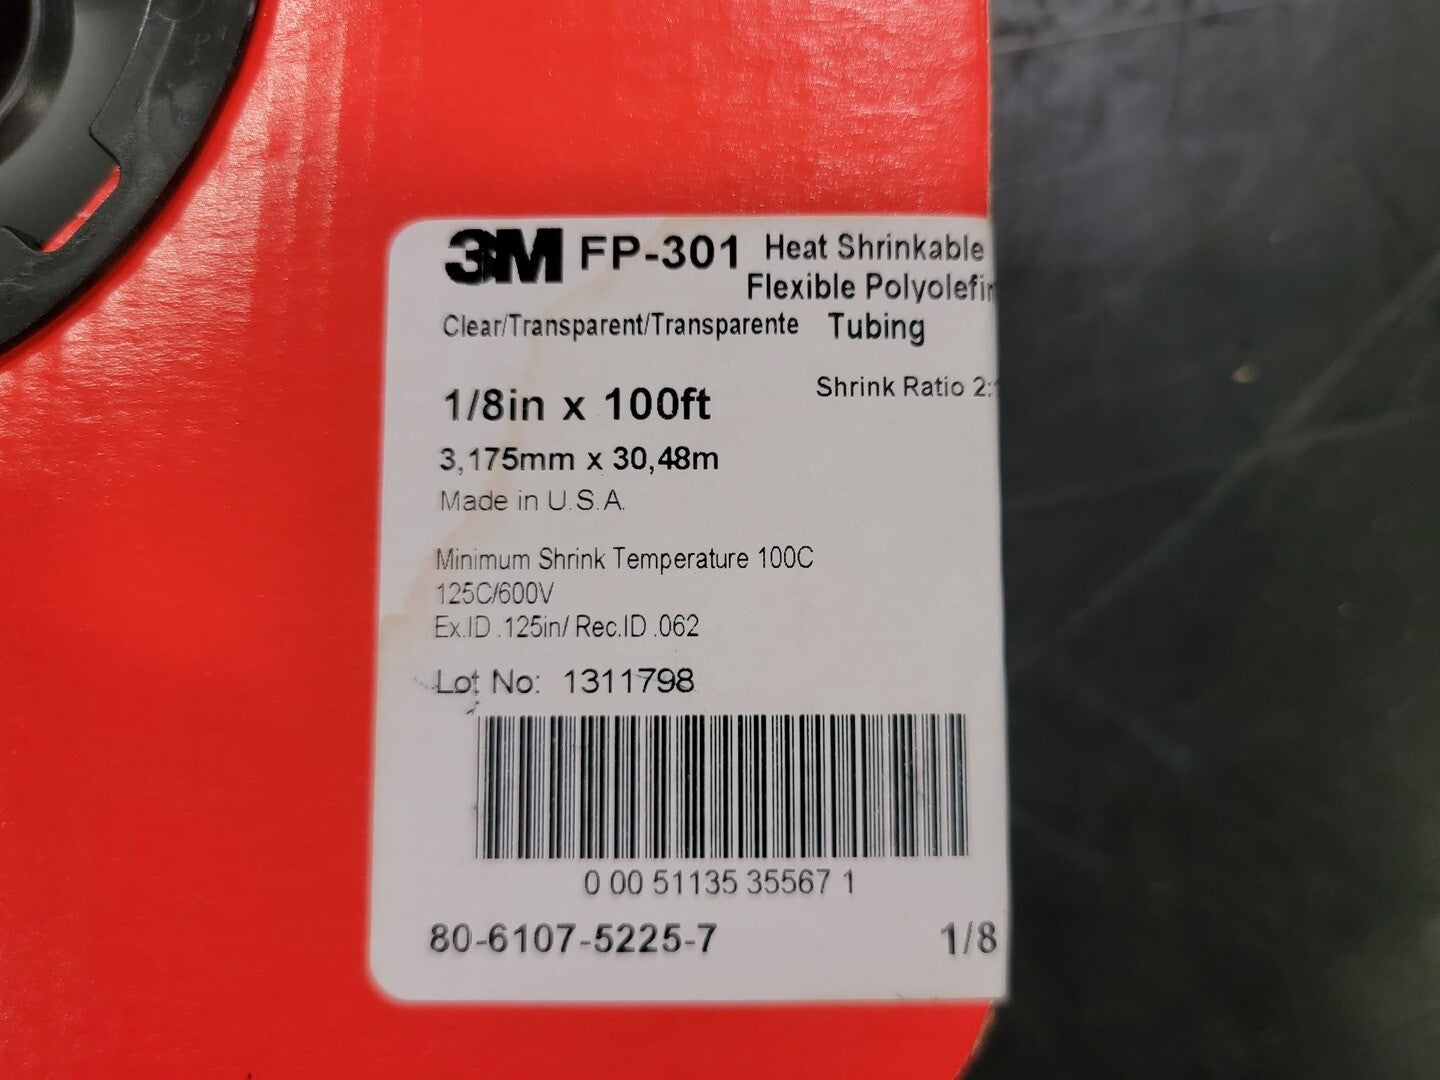 3M FP-301 Heat Shrinkable
Flexible Polyolefin
Clear/Transparent/Transparente Tubing
1/8in x 100ft
Shrink Ratio 2:
3,175mm x 30,48m
Made in U.S.A.
Minimum Shrink Temperature 100C
125C/600V
Ex.ID .125in/ Rec.ID .062
Lot No: 1311798
0 00 51135 35567 1
80-6107-5225-7 1/8